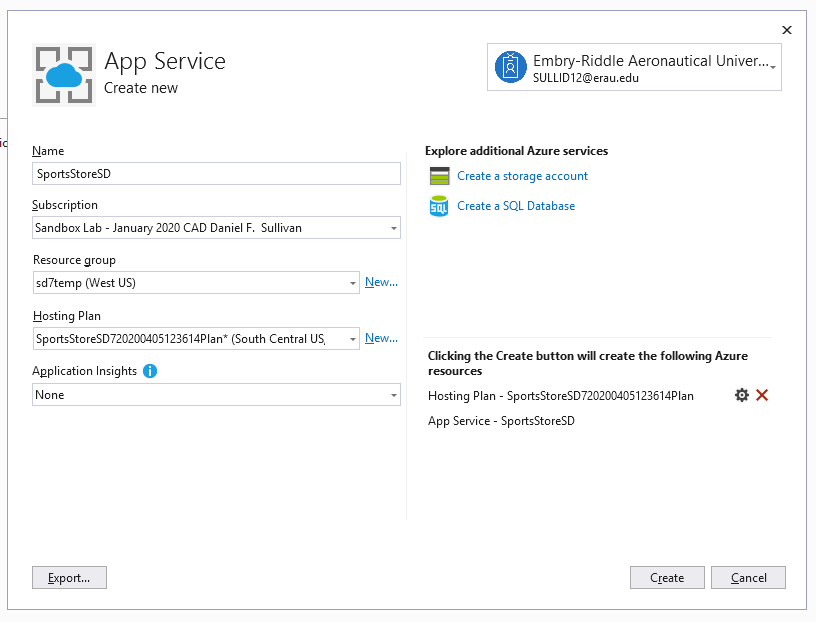 App Service
Create new
Embry-Riddle Aeronautical Univer...
SULLID12@erau.edu
Name
SportsStoreSD
Subscription
Sandbox Lab - January 2020 CAD Daniel F.  Sullivan
Resource group
sd7temp (West US)
New...
Hosting Plan
SportsStoreSD720200405123614Plan* (South Central US,
New...
Application Insights
None
Explore additional Azure services
Create a storage account
SQL
Create a SQL Database
Clicking the Create button will create the following Azure
resources
Hosting Plan - SportsStoreSD720200405123614Plan
App Service - SportsStoreSD
Export...
Create
Cancel